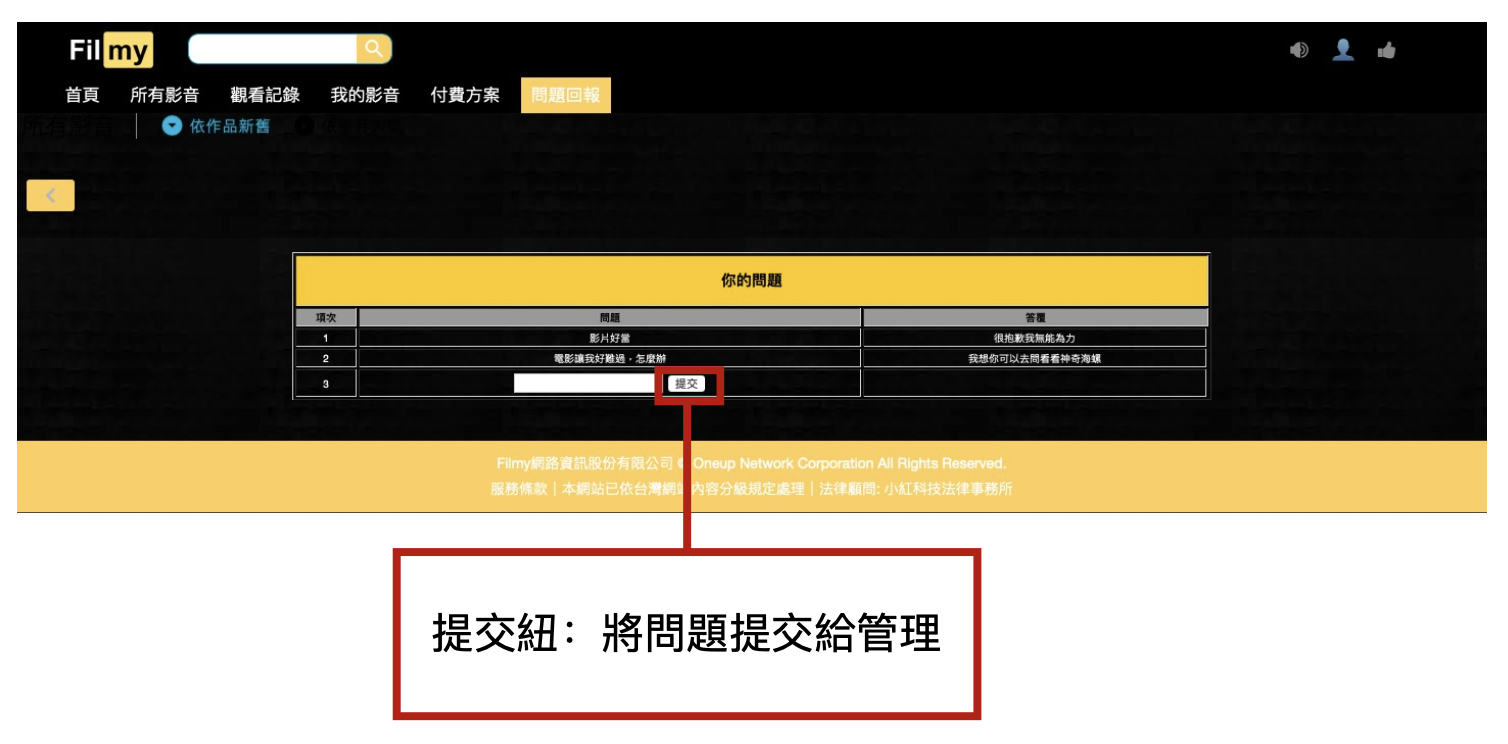 Filmy
首頁 所有影音 觀看記錄 我的影音 付費方案 問題回報
所有影音 依作品新舊
你的問題
項次 問題 答覆
1 影片好當 很抱歉我無能為力
2 電影讓我好難過,怎麼辦 我想你可以去問看看神奇海螺
3 提交
Filmy網路資訊股份有限公司 © Oneup Network Corporation All Rights Reserved.
服務條款 | 本網站已依台灣網站內容分級規定處理 | 法律顧問: 小紅科技法律事務所
提交紐:將問題提交給管理